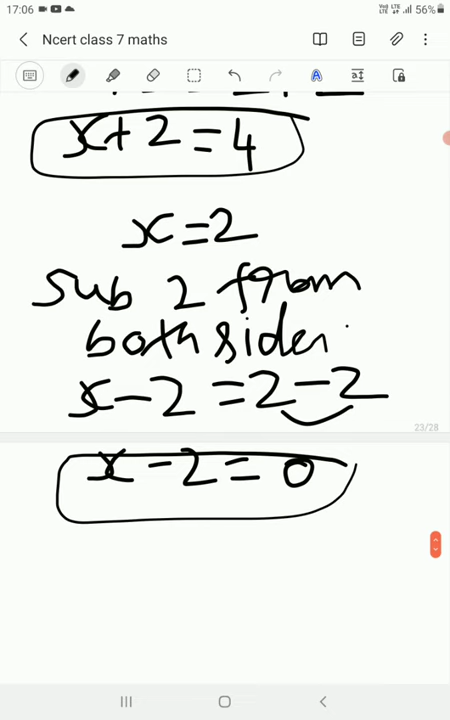 17:06
56%
Ncert class 7 maths
x+2=4
x=2
Sub 2 from
both sides.
x-2=2-2
23/28
x-2=0